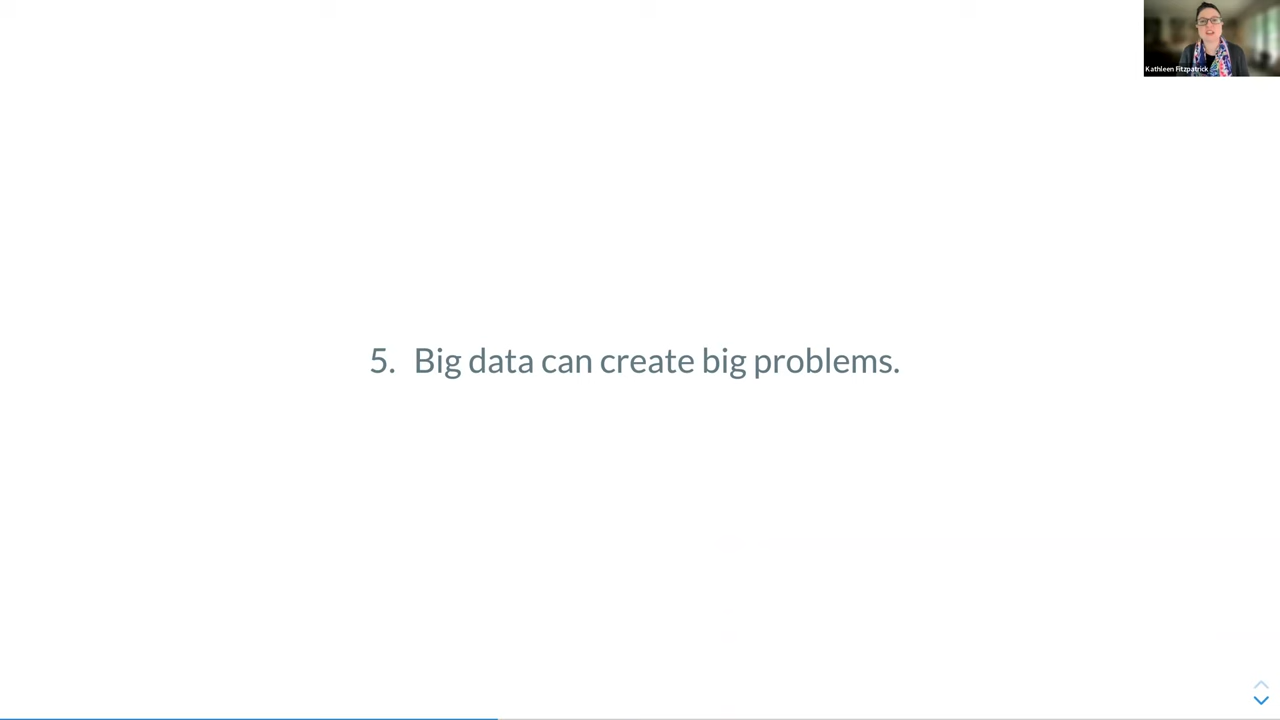 Kathleen Fitzpatrick
5. Big data can create big problems.